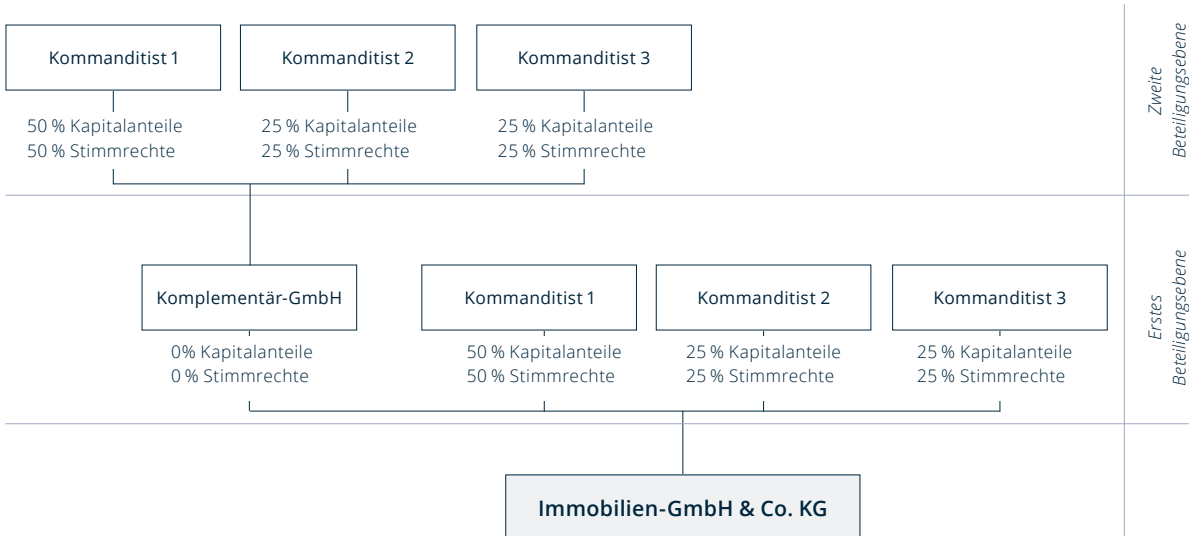 Kommanditist 1
Kommanditist 2
Kommanditist 3
50 % Kapitalanteile
50 % Stimmrechte
25 % Kapitalanteile
25 % Stimmrechte
25 % Kapitalanteile
25 % Stimmrechte
Zweite
Beteiligungsebene
Komplementär-GmbH
Kommanditist 1
Kommanditist 2
Kommanditist 3
0% Kapitalanteile
0 % Stimmrechte
50 % Kapitalanteile
50 % Stimmrechte
25 % Kapitalanteile
25 % Stimmrechte
25 % Kapitalanteile
25 % Stimmrechte
Erstes
Beteiligungsebene
Immobilien-GmbH & Co. KG